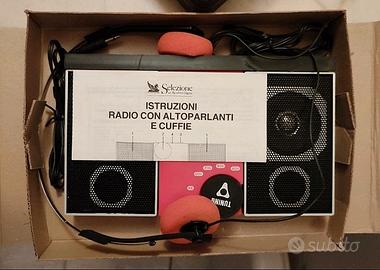 Selezione
ISTRUZIONI
RADIO CON ALTOPARLANTI
E CUFFIE
TUNING
subito